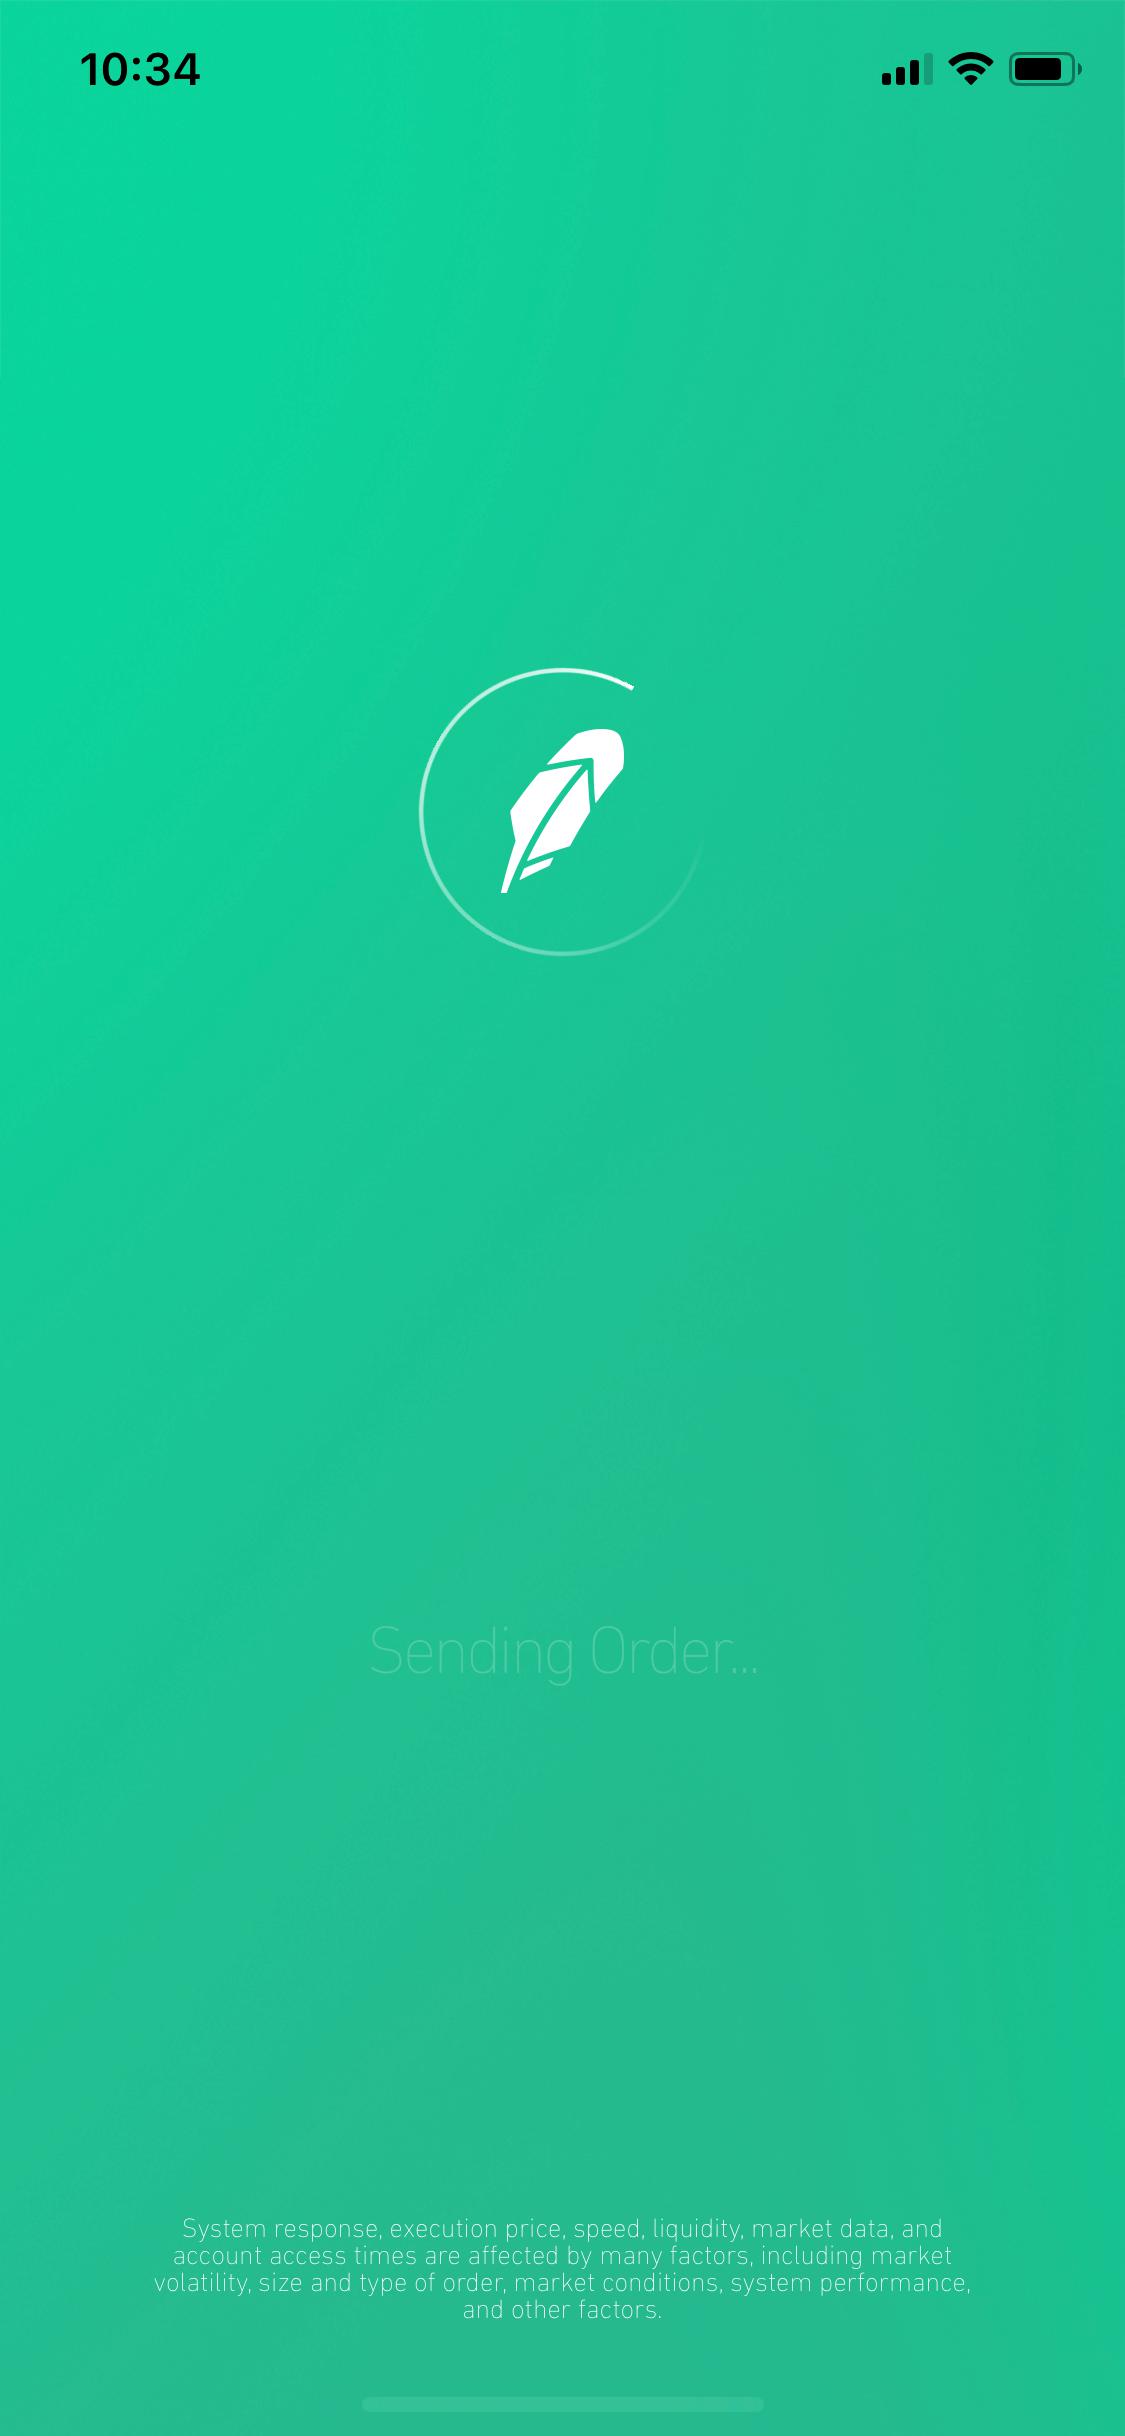 10:34
Sending Order...
System response, execution price, speed, liquidity, market data, and
account access times are affected by many factors, including market
volatility, size and type of order, market conditions, system performance,
and other factors.